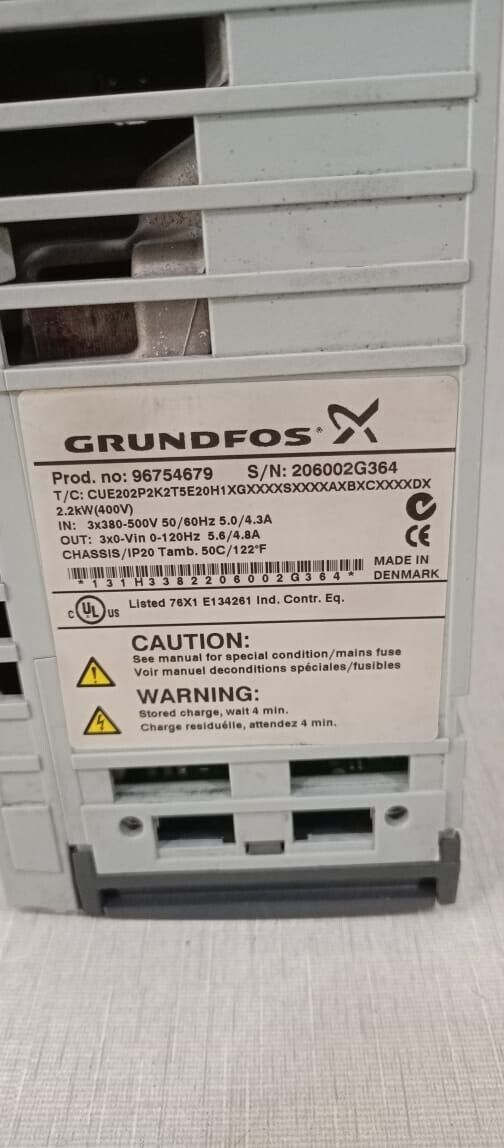 GRUNDFOS®
Prod. no: 96754679 S/N: 206002G364
T/C: CUE202P2K2T5E20H1XGXXXXSXXXXAXBXCXXXXDX
2.2kW(400V)
IN: 3x380-500V 50/60Hz 5.0/4.3A
OUT: 3x0-Vin 0-120Hz 5.6/4.8A
CHASSIS/IP20 Tamb. 50C/122°F
CE
*131H3382206002G364*
MADE IN
DENMARK
c UL us Listed 76X1 E134261 Ind. Contr. Eq.
CAUTION:
See manual for special condition/mains fuse
Voir manuel deconditions spéciales/fusibles
WARNING:
Stored charge, wait 4 min.
Charge residuélle, attendez 4 min.